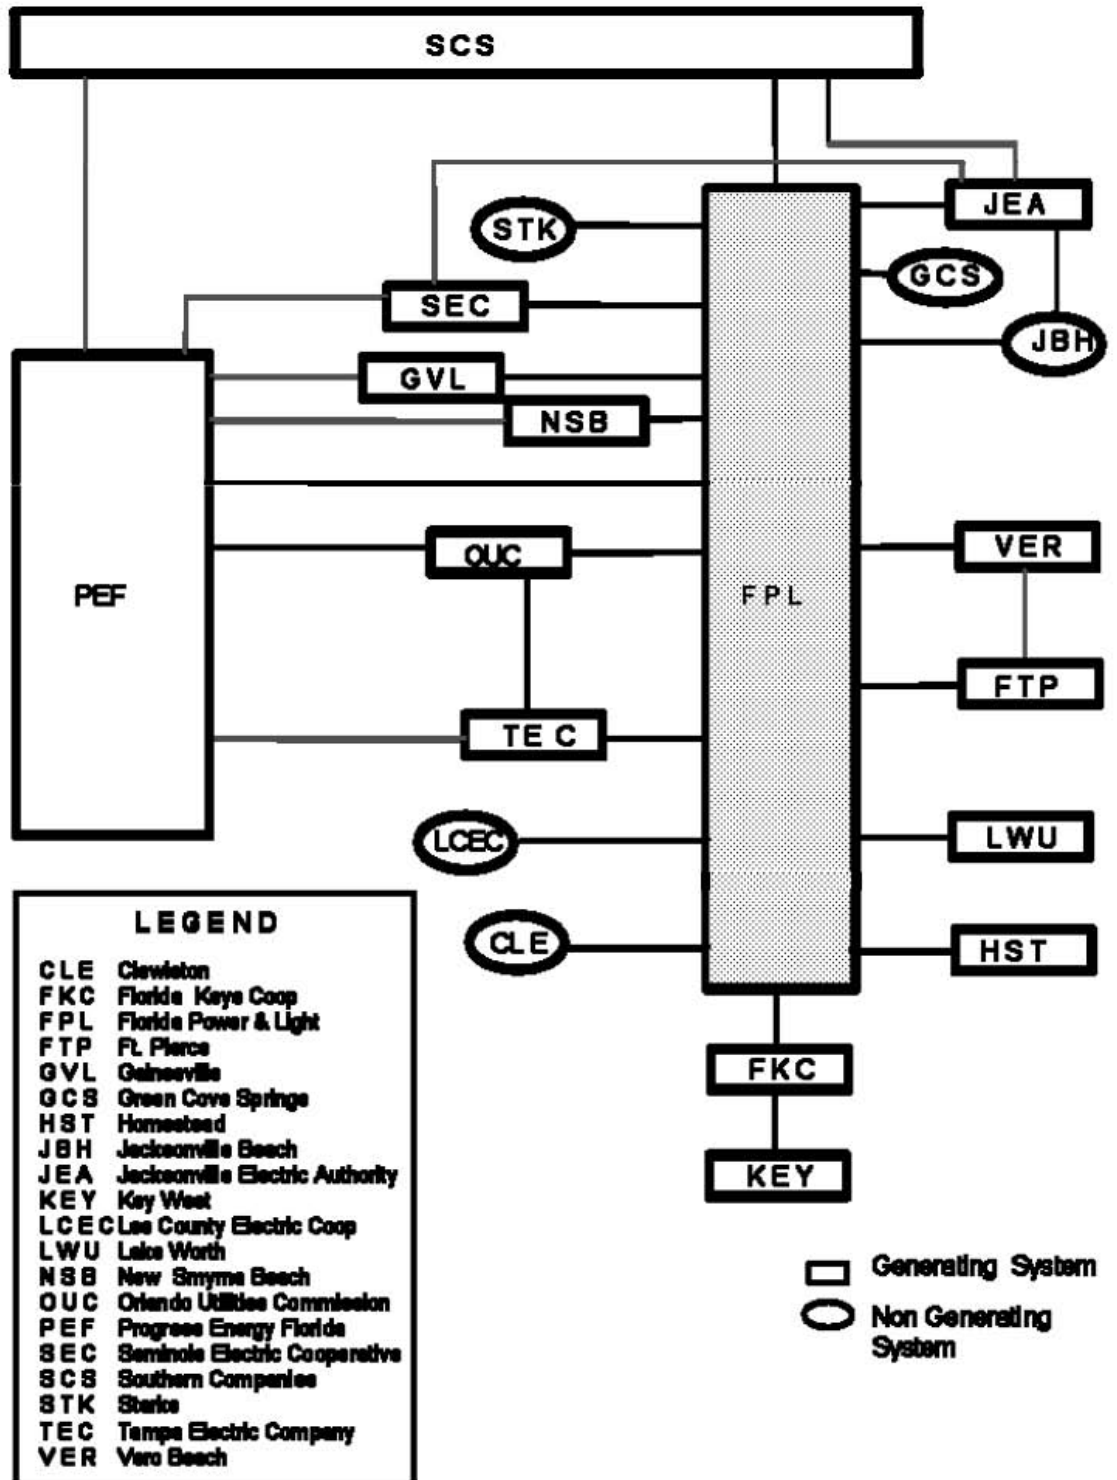 SCS
JEA
STK
GCS
SEC
JBH
GVL
NSB
VER
OUC
PEF
FPL
FTP
TEC
LWU
LCEC
CLE
HST
FKC
KEY
LEGEND
CLE Clewiston
FKC Florida Keys Coop
FPL Florida Power & Light
FTP Ft. Pierce
GVL Gainesville
GCS Green Cove Springs
HST Homestead
JBH Jacksonville Beach
JEA Jacksonville Electric Authority
KEY Key West
LCEC Lee County Electric Coop
LWU Lake Worth
NSB New Smyrna Beach
OUC Orlando Utilities Commission
PEF Progress Energy Florida
SEC Seminole Electric Cooperative
SCS Southern Companies
STK Starke
TEC Tampa Electric Company
VER Vero Beach
Generating System
Non Generating
System